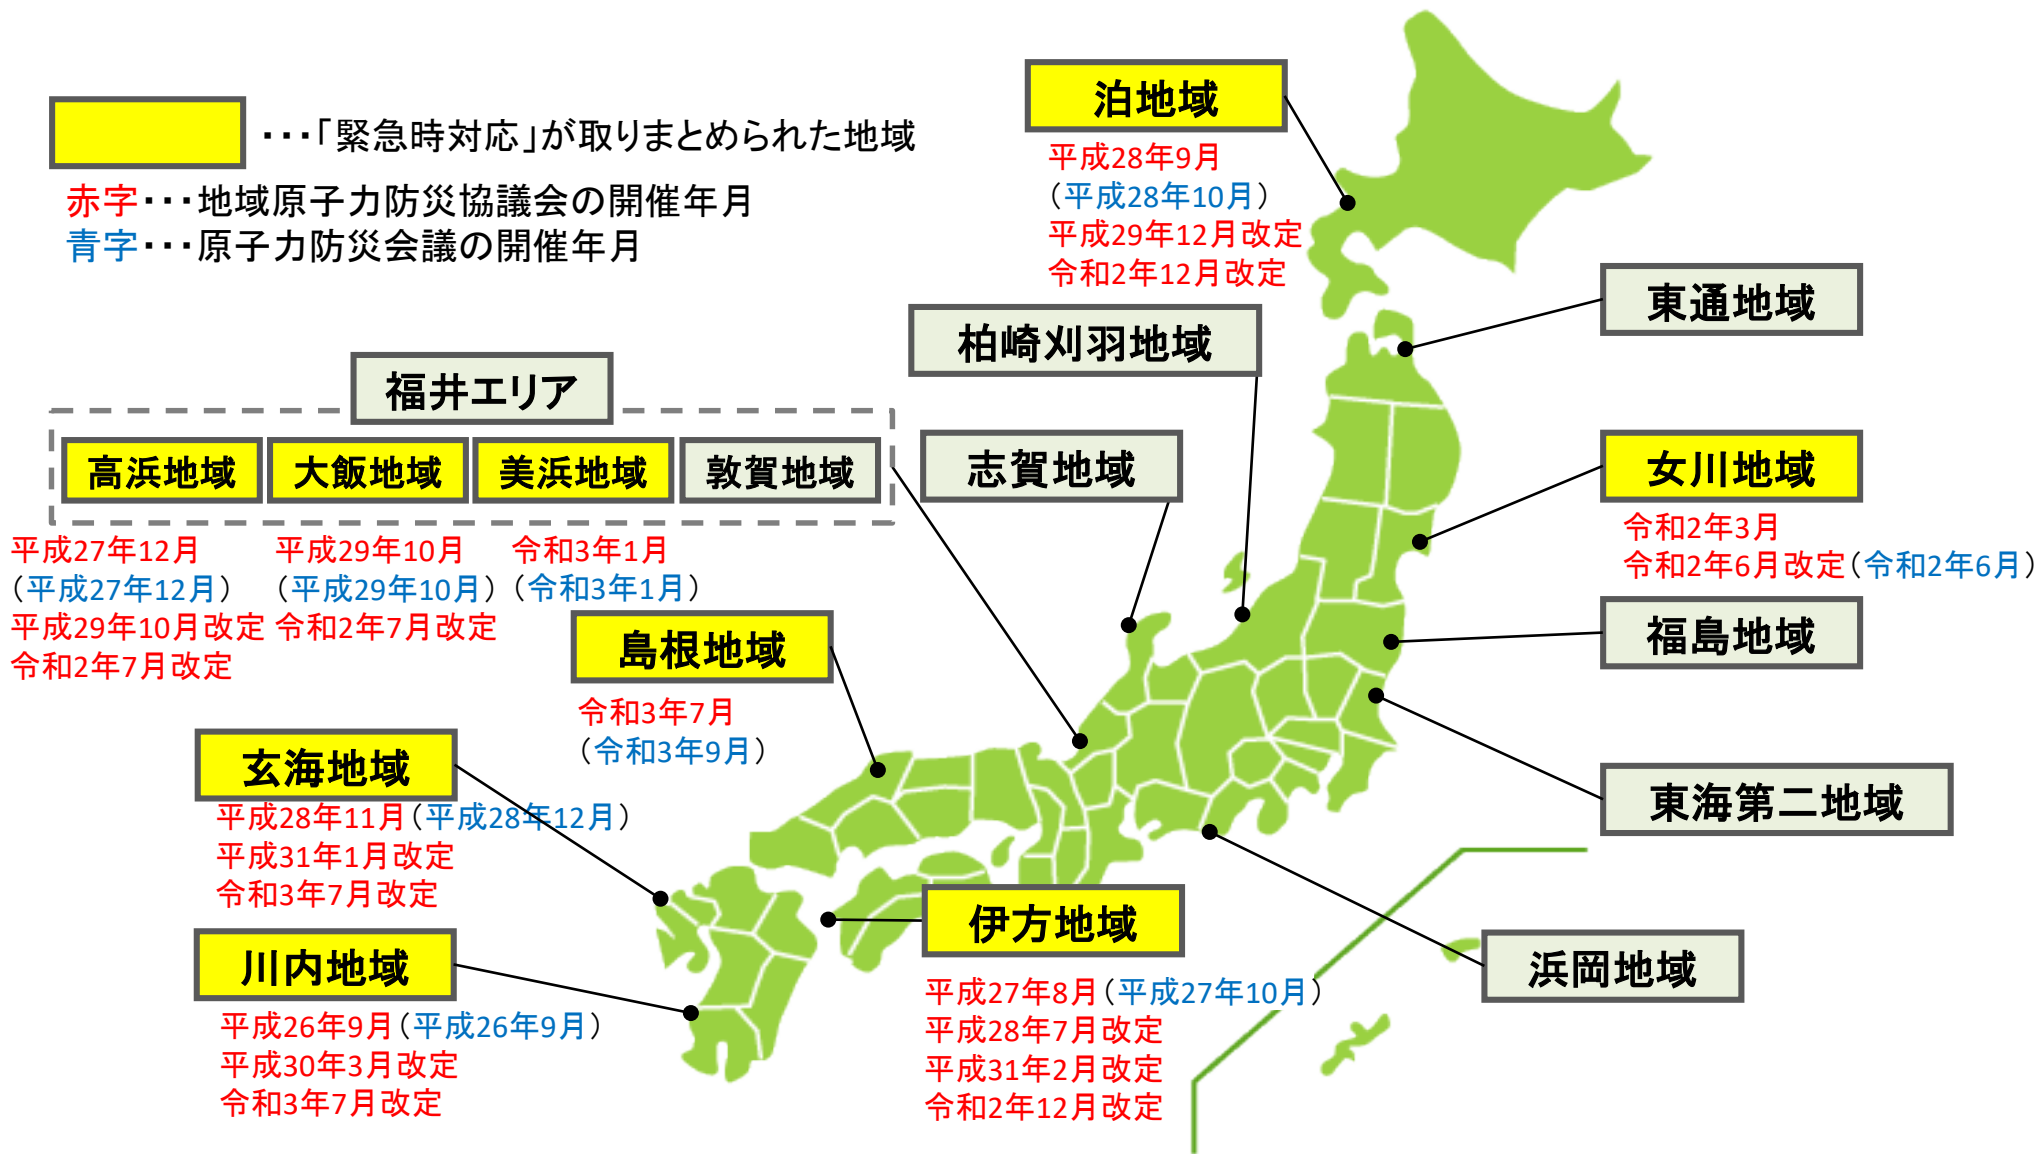 ・・・「緊急時対応」が取りまとめられた地域
赤字・・・地域原子力防災協議会の開催年月
青字・・・原子力防災会議の開催年月
泊地域
平成28年9月
（平成28年10月）
平成29年12月改定
令和2年12月改定
東通地域
柏崎刈羽地域
福井エリア
高浜地域
大飯地域
美浜地域
敦賀地域
志賀地域
女川地域
令和2年3月
令和2年6月改定（令和2年6月）
平成27年12月
（平成27年12月）
平成29年10月改定
令和2年7月改定
平成29年10月
（平成29年10月）
令和2年7月改定
令和3年1月
（令和3年1月）
福島地域
島根地域
令和3年7月
（令和3年9月）
東海第二地域
玄海地域
平成28年11月（平成28年12月）
平成31年1月改定
令和3年7月改定
川内地域
平成26年9月（平成26年9月）
平成30年3月改定
令和3年7月改定
伊方地域
平成27年8月（平成27年10月）
平成28年7月改定
平成31年2月改定
令和2年12月改定
浜岡地域